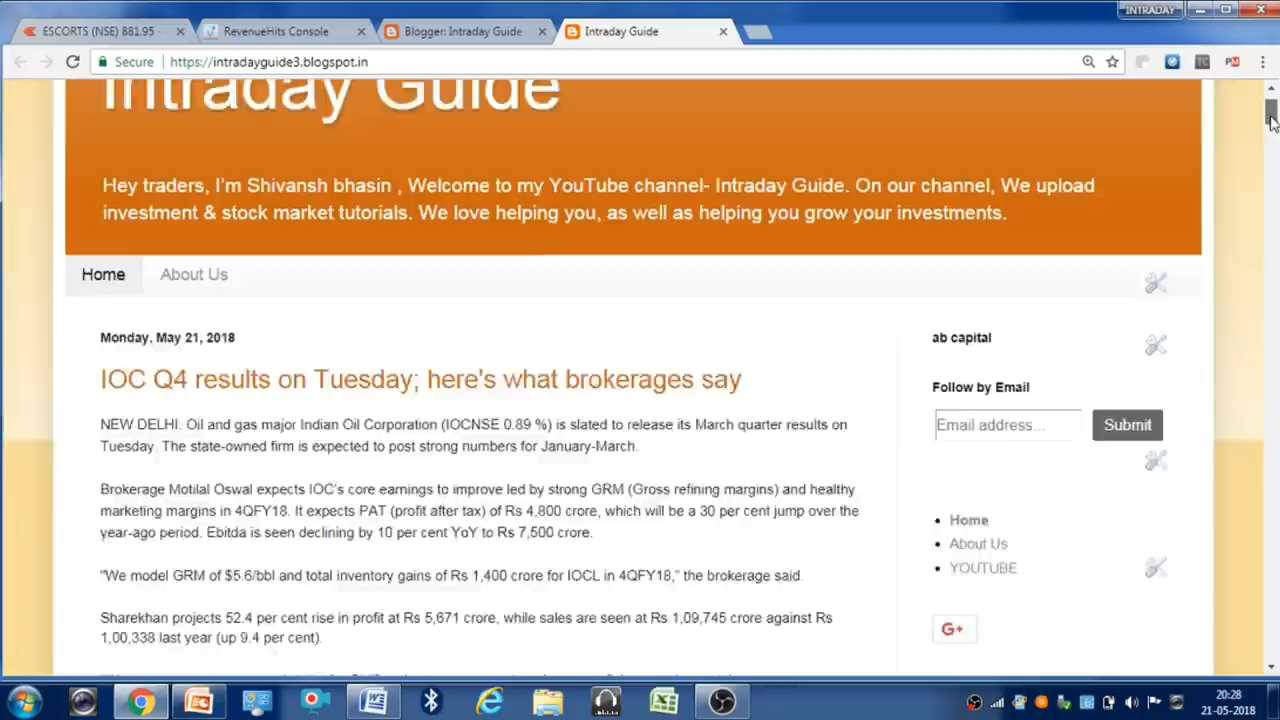 INTRADAY
ESCORTS (NSE) 881.95 -
RevenueHits Console
Blogger: Intraday Guide
Intraday Guide
Secure
https://intradayguide3.blogspot.in
Intraday Guide
Hey traders, I'm Shivansh bhasin , Welcome to my YouTube channel- Intraday Guide. On our channel, We upload
investment & stock market tutorials. We love helping you, as well as helping you grow your investments.
Home
About Us
Monday, May 21, 2018
IOC Q4 results on Tuesday; here's what brokerages say
NEW DELHI: Oil and gas major Indian Oil Corporation (IOCNSE 0.89 %) is slated to release its March quarter results on
Tuesday. The state-owned firm is expected to post strong numbers for January-March.
Brokerage Motilal Oswal expects IOC's core earnings to improve led by strong GRM (Gross refining margins) and healthy
marketing margins in 4QFY18. It expects PAT (profit after tax) of Rs 4,800 crore, which will be a 30 per cent jump over the
year-ago period. Ebitda is seen declining by 10 per cent YoY to Rs 7,500 crore.
"We model GRM of $5.6/bbl and total inventory gains of Rs 1,400 crore for IOCL in 4QFY18," the brokerage said.
Sharekhan projects 52.4 per cent rise in profit at Rs 5,671 crore, while sales are seen at Rs 1,09,745 crore against Rs
1,00,338 last year (up 9.4 per cent).
ab capital
Follow by Email
Email address...
Submit
Home
About Us
YOUTUBE
G+
20:28
21-05-2018